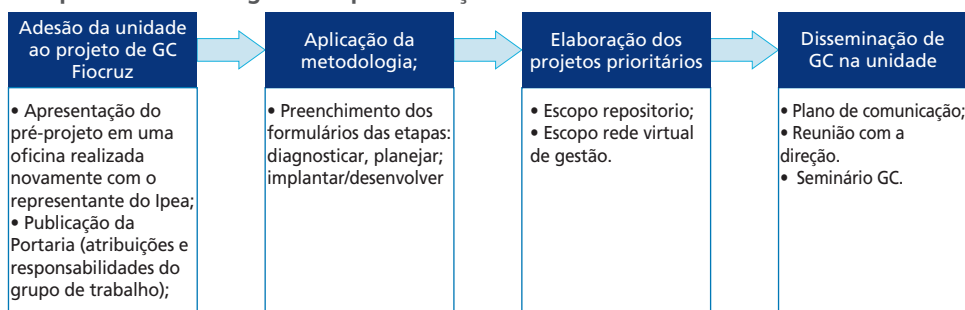 Adesão da unidade
ao projeto de GC
Fiocruz
• Apresentação do
pré-projeto em uma
oficina realizada
novamente com o
representante do Ipea;
• Publicação da
Portaria (atribuições e
responsabilidades do
grupo de trabalho);
Aplicação da
metodologia;
• Preenchimento dos
formulários das etapas:
diagnosticar, planejar;
implantar/desenvolver
Elaboração dos
projetos prioritários
• Escopo repositorio;
• Escopo rede virtual
de gestão.
Disseminação de
GC na unidade
• Plano de comunicação;
• Reunião com a
direção.
• Seminário GC.